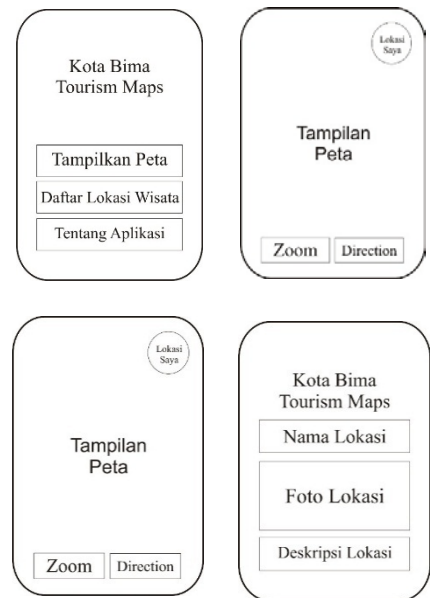 Kota Bima
Tourism Maps
Tampilkan Peta
Daftar Lokasi Wisata
Tentang Aplikasi
Lokasi
Saya
Tampilan
Peta
Zoom
Direction
Lokasi
Saya
Tampilan
Peta
Zoom
Direction
Kota Bima
Tourism Maps
Nama Lokasi
Foto Lokasi
Deskripsi Lokasi